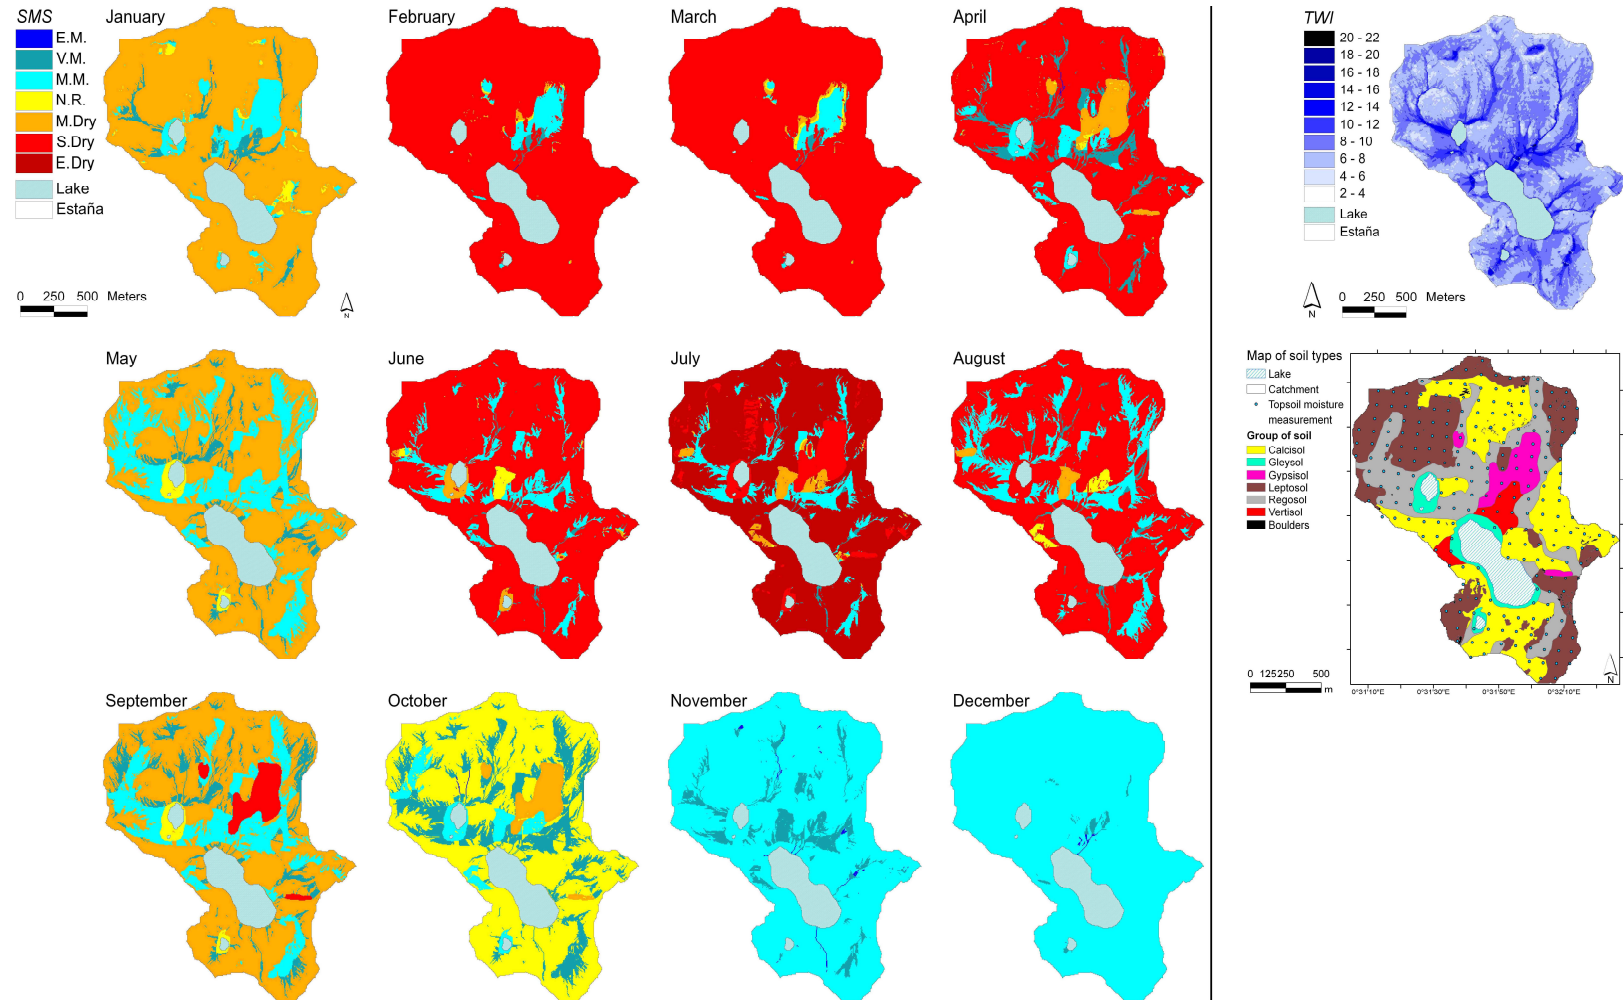 SMS
E.M.
V.M.
M.M.
N.R.
M.Dry
S.Dry
E.Dry
Lake
Estaña
January
February
March
April
0 250 500 Meters
N
TWI
20 - 22
18 - 20
16 - 18
14 - 16
12 - 14
10 - 12
8 - 10
6 - 8
4 - 6
2 - 4
Lake
Estaña
N
0 250 500 Meters
May
June
July
August
Map of soil types
Lake
Catchment
Topsoil moisture
measurement
Group of soil
Calcisol
Gleysol
Gypsisol
Leptosol
Regosol
Vertisol
Boulders
0 125 250 500
m
N
0°31'10"E 0°31'30"E 0°31'50"E 0°32'10"E
September
October
November
December